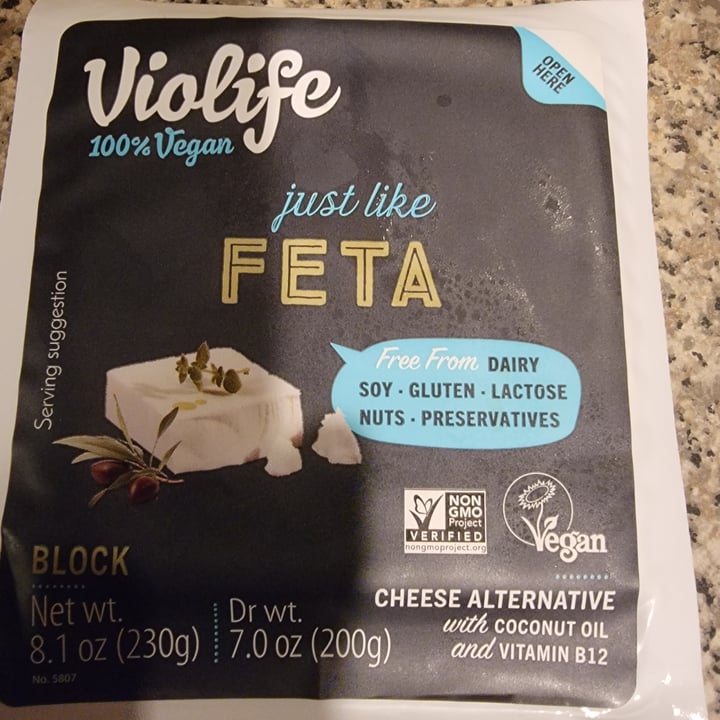 Violife
100% Vegan
OPEN
HERE
just like
FETA
Serving suggestion
Free From DAIRY
SOY · GLUTEN · LACTOSE
NUTS · PRESERVATIVES
NON
GMO
Project
VERIFIED
nongmoproject.org
Vegan
BLOCK
Net wt.
8.1 oz (230g)
Dr wt.
7.0 oz (200g)
No. 5807
CHEESE ALTERNATIVE
with COCONUT OIL
and VITAMIN B12